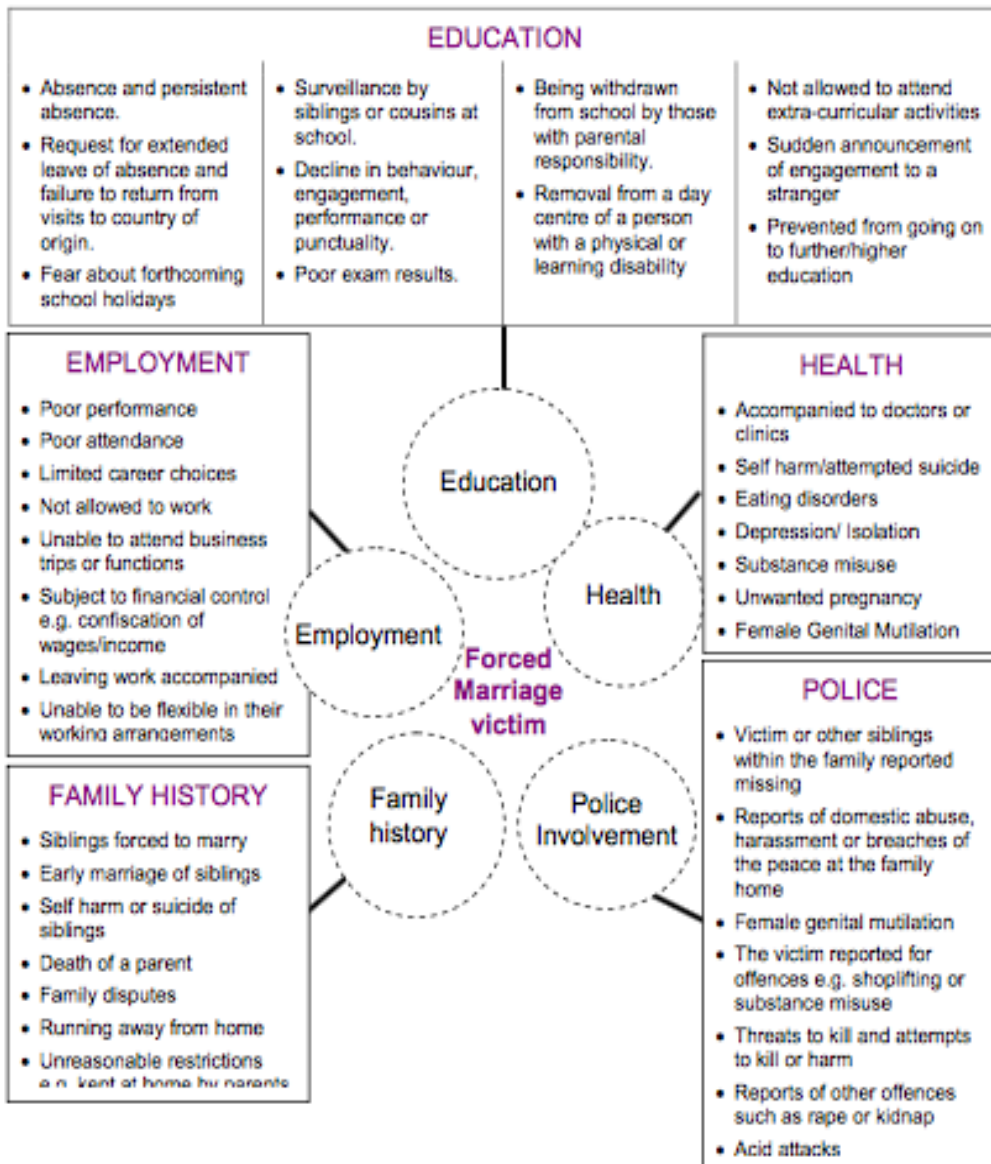 EDUCATION
• Absence and persistent
absence.
• Request for extended
leave of absence and
failure to return from
visits to country of
origin.
• Fear about forthcoming
school holidays
• Surveillance by
siblings or cousins at
school.
• Decline in behaviour,
engagement,
performance or
punctuality.
• Poor exam results.
• Being withdrawn
from school by those
with parental
responsibility.
• Removal from a day
centre of a person
with a physical or
learning disability
• Not allowed to attend
extra-curricular activities
• Sudden announcement
of engagement to a
stranger
• Prevented from going on
to further/higher
education
EMPLOYMENT
• Poor performance
• Poor attendance
• Limited career choices
• Not allowed to work
• Unable to attend business
trips or functions
• Subject to financial control
e.g. confiscation of
wages/income
• Leaving work accompanied
• Unable to be flexible in their
working arrangements
Education
Health
Employment
Forced
Marriage
victim
Family
history
Police
Involvement
HEALTH
• Accompanied to doctors or
clinics
• Self harm/attempted suicide
• Eating disorders
• Depression/ Isolation
• Substance misuse
• Unwanted pregnancy
• Female Genital Mutilation
FAMILY HISTORY
• Siblings forced to marry
• Early marriage of siblings
• Self harm or suicide of
siblings
• Death of a parent
• Family disputes
• Running away from home
• Unreasonable restrictions
e.g. kept at home by parents
POLICE
• Victim or other siblings
within the family reported
missing
• Reports of domestic abuse,
harassment or breaches of
the peace at the family
home
• Female genital mutilation
• The victim reported for
offences e.g. shoplifting or
substance misuse
• Threats to kill and attempts
to kill or harm
• Reports of other offences
such as rape or kidnap
• Acid attacks